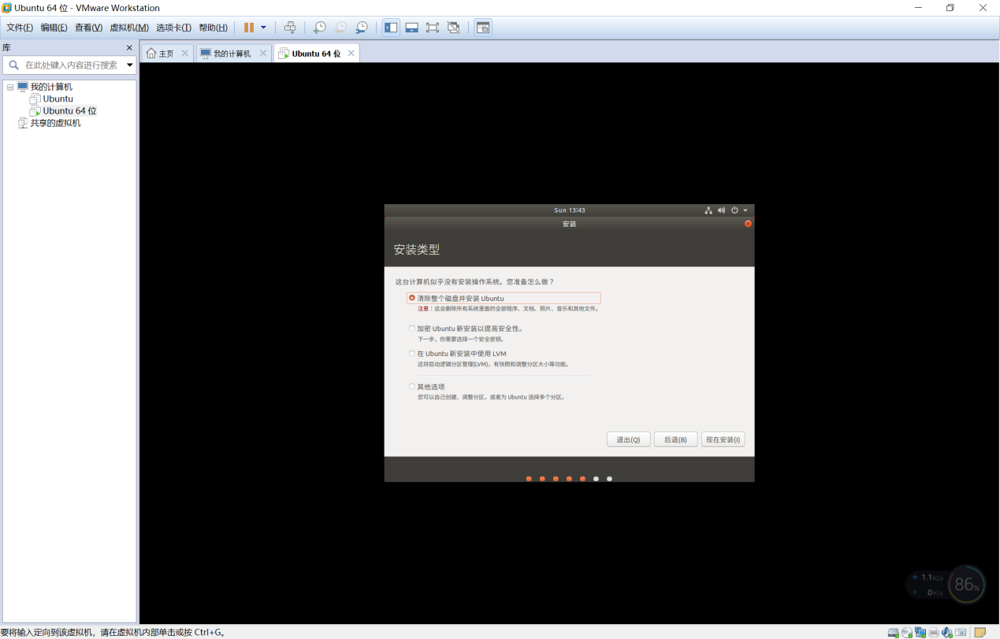 Ubuntu 64 位 - VMware Workstation
文件(F) 编辑(E) 查看(V) 虚拟机(M) 选项卡(T) 帮助(H)
库
在此处键入内容进行搜索
我的计算机
Ubuntu
Ubuntu 64 位
共享的虚拟机
主页 我的计算机 Ubuntu 64 位
Sun 13:43
安装
安装类型
这台计算机似乎没有安装操作系统。您准备怎么做？
清除整个磁盘并安装 Ubuntu
注意：这会删除所有系统里面的全部程序、文档、照片、音乐和其他文件。
加密 Ubuntu 新安装以提高安全性。
下一步，你需要选择一个安全密钥。
在 Ubuntu 新安装中使用 LVM
这将启动逻辑分区管理(LVM)，有快照和调整分区大小等功能。
其他选项
您可以自己创建、调整分区，或者为 Ubuntu 选择多个分区。
退出(Q) 后退(B) 现在安装(I)
1.1K/s
0K/s
86%
要将输入定向到该虚拟机，请在虚拟机内部单击或按 Ctrl+G。